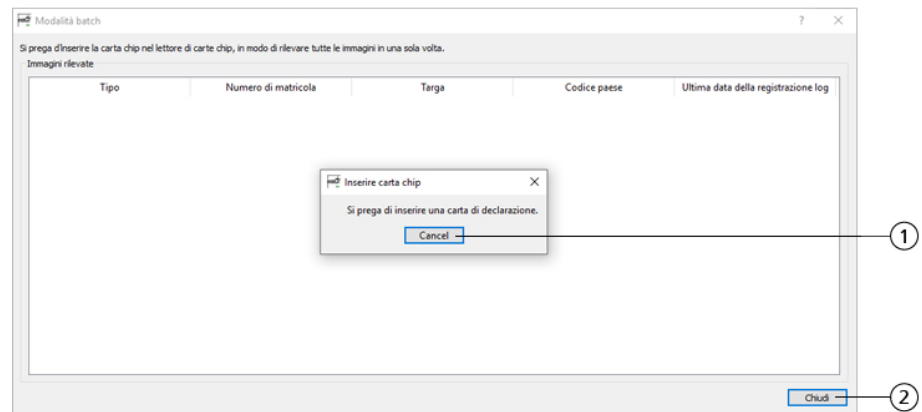 Modalità batch
Si prega d'inserire la carta chip nel lettore di carte chip, in modo di rilevare tutte le immagini in una sola volta.
Immagini rilevate
Tipo Numero di matricola Targa Codice paese Ultima data della registrazione log
Inserire carta chip
Si prega di inserire una carta di declarazione.
Cancel
1
Chiudi
2